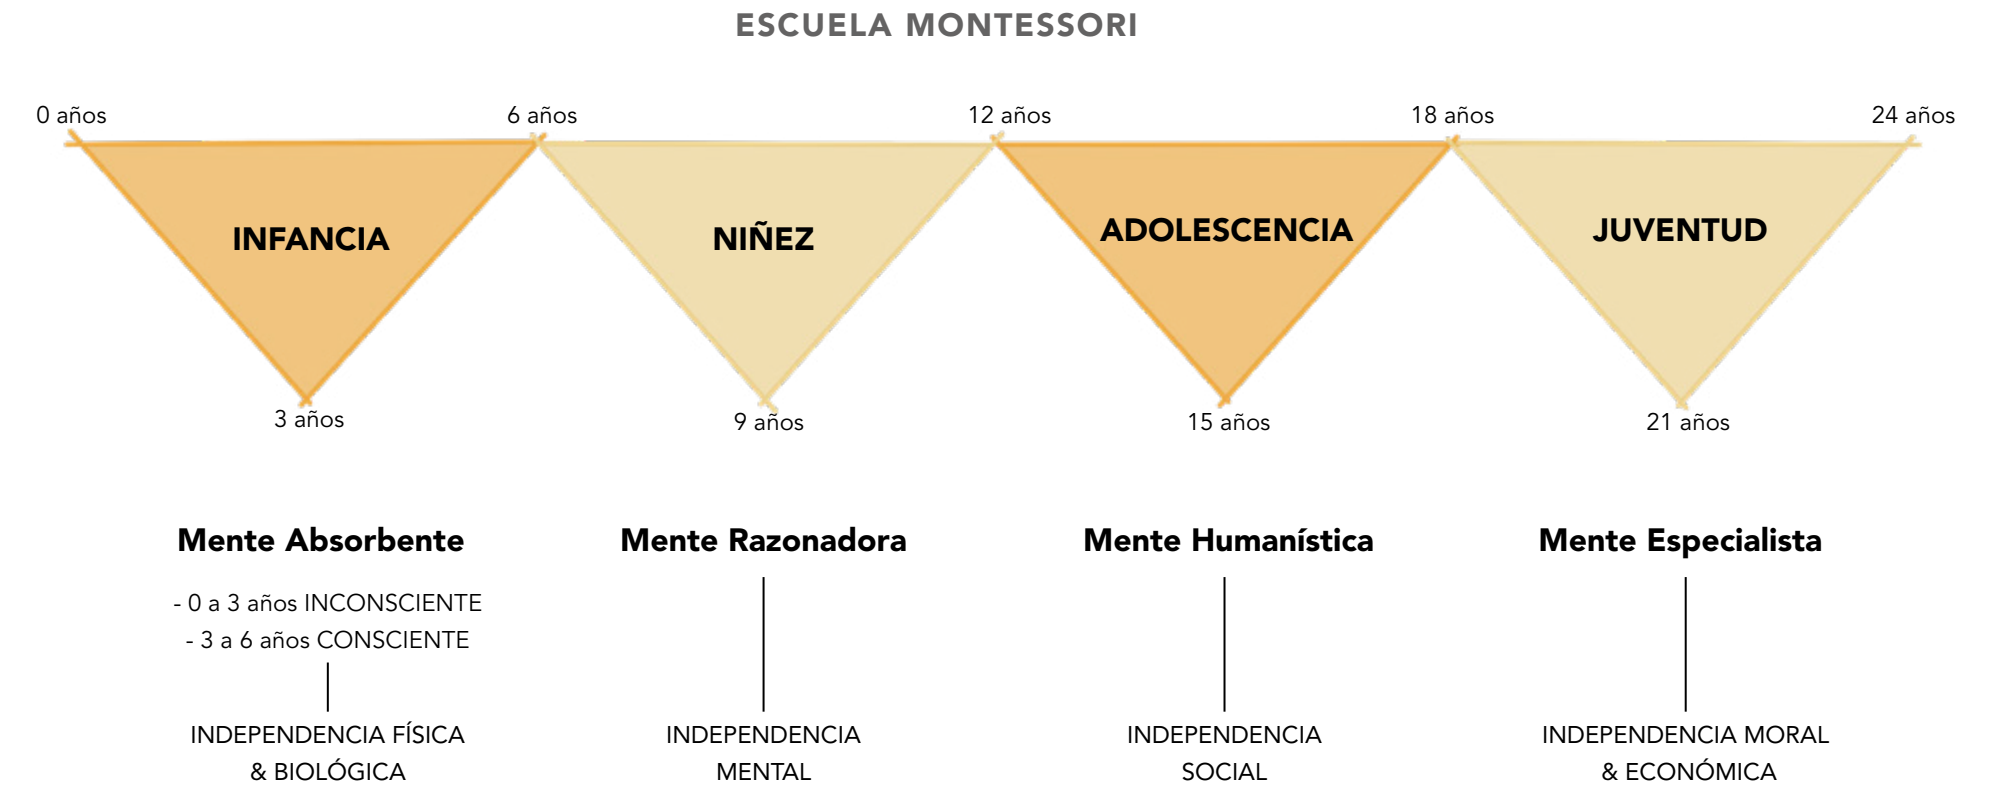 ESCUELA MONTESSORI
0 años
6 años
12 años
18 años
24 años
INFANCIA
NIÑEZ
ADOLESCENCIA
JUVENTUD
3 años
9 años
15 años
21 años
Mente Absorbente
- 0 a 3 años INCONSCIENTE
- 3 a 6 años CONSCIENTE
INDEPENDENCIA FÍSICA
& BIOLÓGICA
Mente Razonadora
INDEPENDENCIA
MENTAL
Mente Humanística
INDEPENDENCIA
SOCIAL
Mente Especialista
INDEPENDENCIA MORAL
& ECONÓMICA